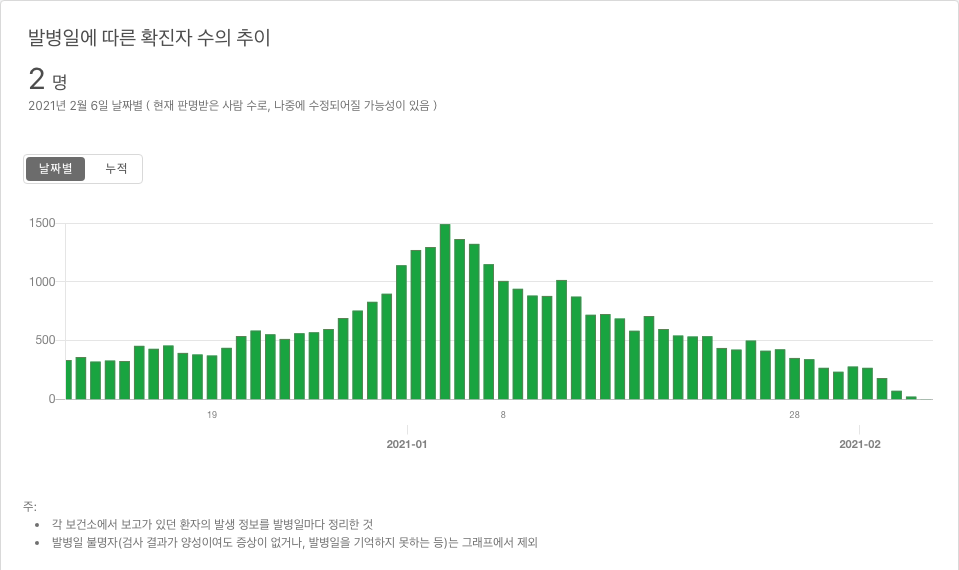 발병일에 따른 확진자 수의 추이
2 명
2021년 2월 6일 날짜별 ( 현재 판명받은 사람 수로, 나중에 수정되어질 가능성이 있음 )
날짜별 누적
1500
1000
500
0
19 8 28
2021-01 2021-02
주:
• 각 보건소에서 보고가 있던 환자의 발생 정보를 발병일마다 정리한 것
• 발병일 불명자(검사 결과가 양성이여도 증상이 없거나, 발병일을 기억하지 못하는 등)는 그래프에서 제외